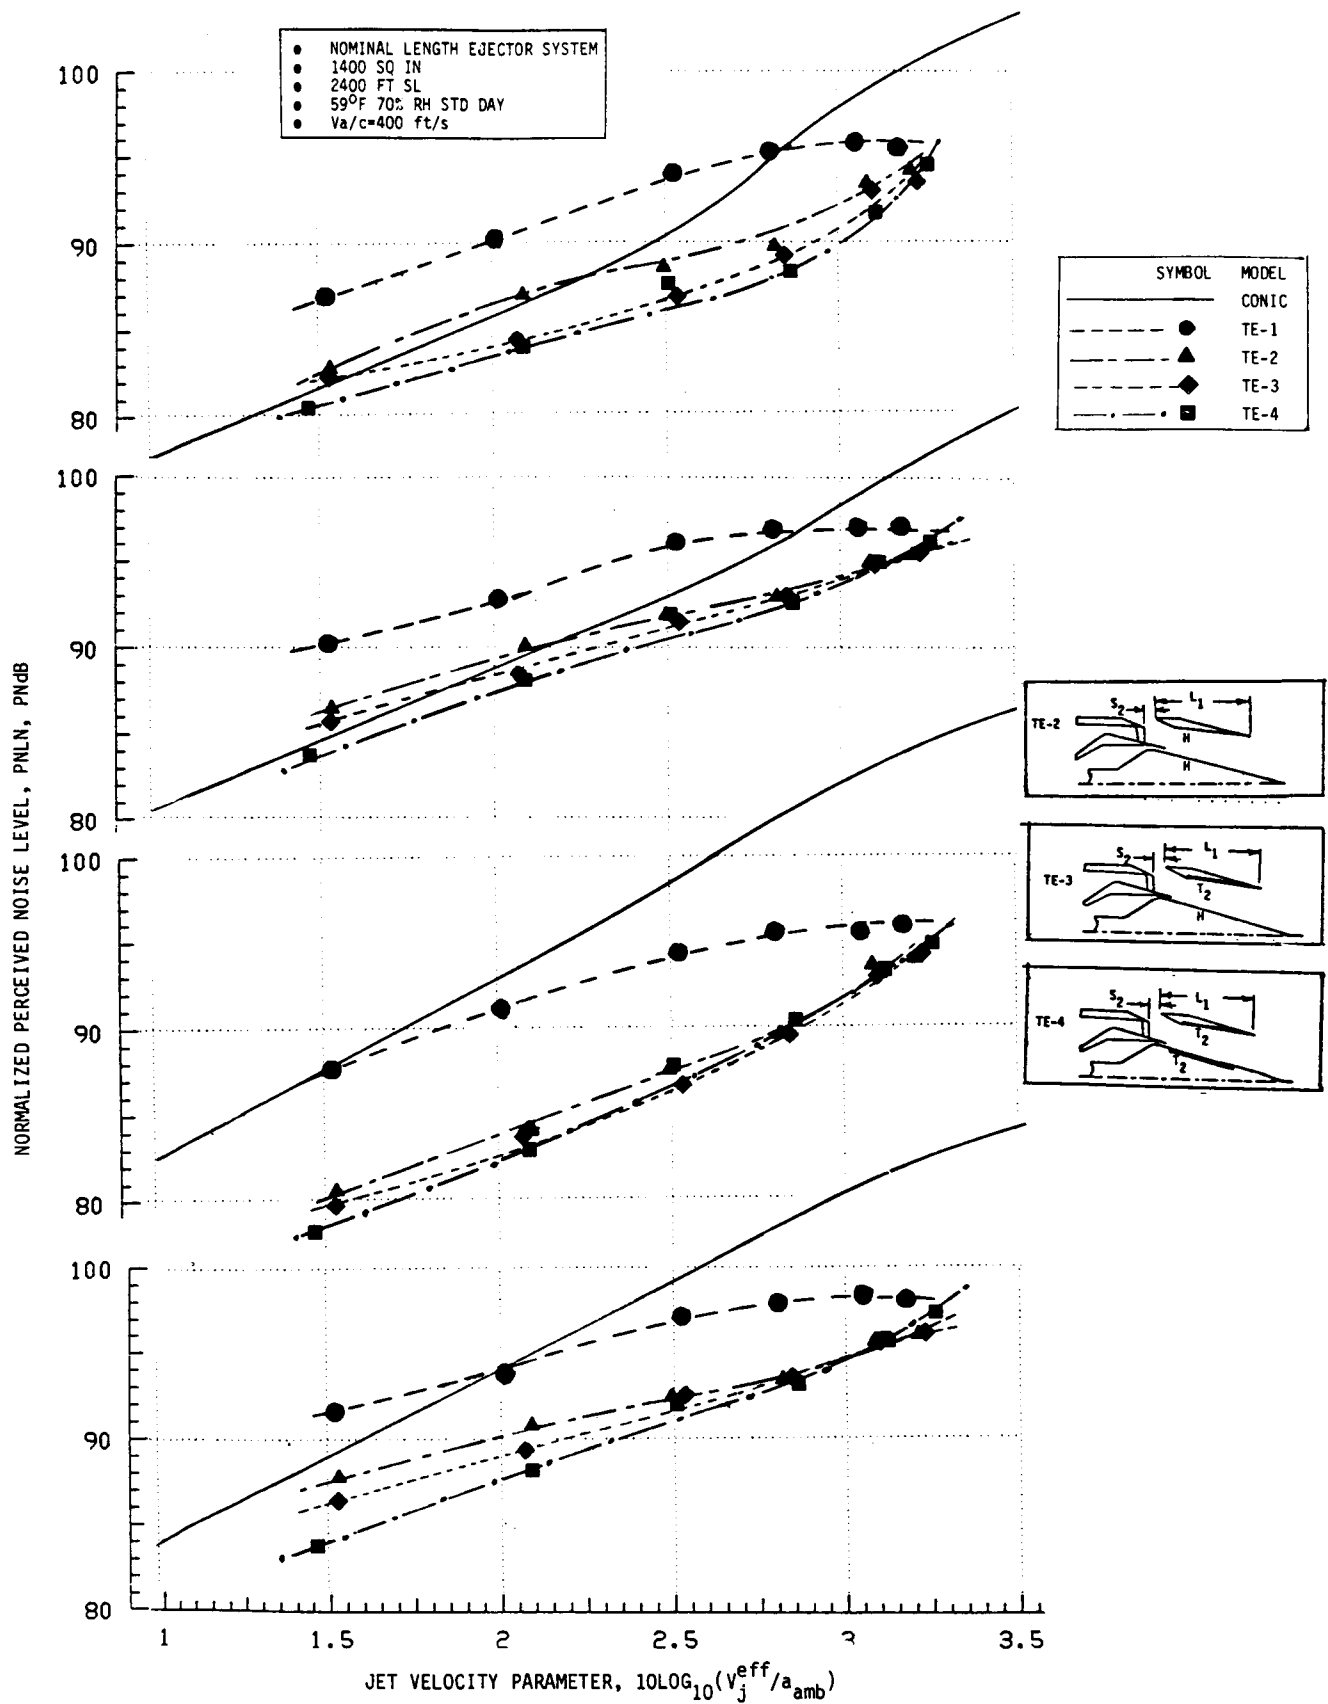 • NOMINAL LENGTH EJECTOR SYSTEM
• 1400 SQ IN
• 2400 FT SL
• 59°F 70% RH STD DAY
• Va/c=400 ft/s
100
90
80
SYMBOL MODEL
CONIC
TE-1
TE-2
TE-3
TE-4
100
90
80
NORMALIZED PERCEIVED NOISE LEVEL, PNLN, PNdB
TE-2 S2 L1
H
H
100
90
80
TE-3 S2 L1
T2
H
TE-4 S2 L1
T2
T2
100
90
80
1 1.5 2 2.5 3 3.5
JET VELOCITY PARAMETER, 10LOG10(Vj^eff/a_amb)